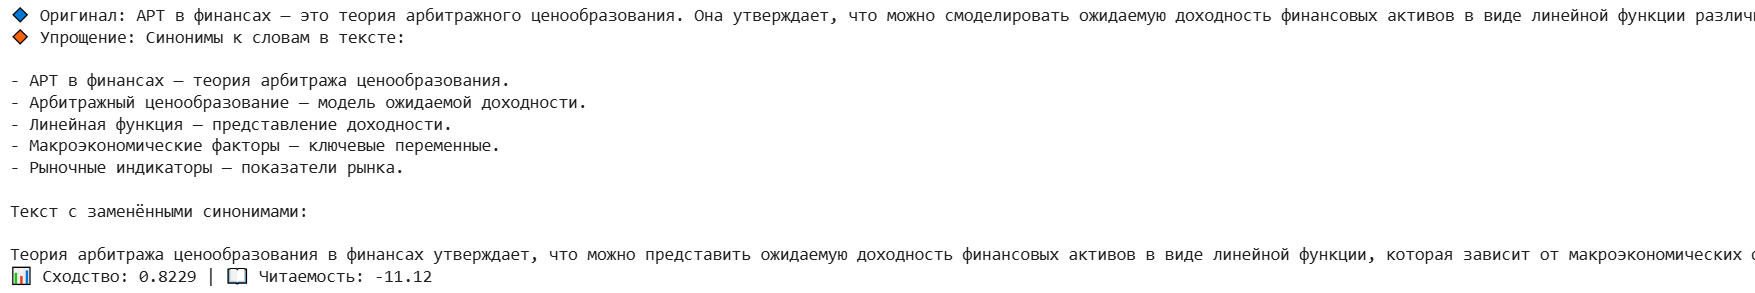 🔷 Оригинал: APT в финансах — это теория арбитражного ценообразования. Она утверждает, что можно смоделировать ожидаемую доходность финансовых активов в виде линейной функции
🔶 Упрощение: Синонимы к словам в тексте:
- APT в финансах — теория арбитража ценообразования.
- Арбитражный ценообразование — модель ожидаемой доходности.
- Линейная функция — представление доходности.
- Макроэкономические факторы — ключевые переменные.
- Рыночные индикаторы — показатели рынка.
Текст с заменёнными синонимами:
Теория арбитража ценообразования в финансах утверждает, что можно представить ожидаемую доходность финансовых активов в виде линейной функции, которая зависит от макроэкономических
📊 Сходство: 0.8229 | 📖 Читаемость: -11.12